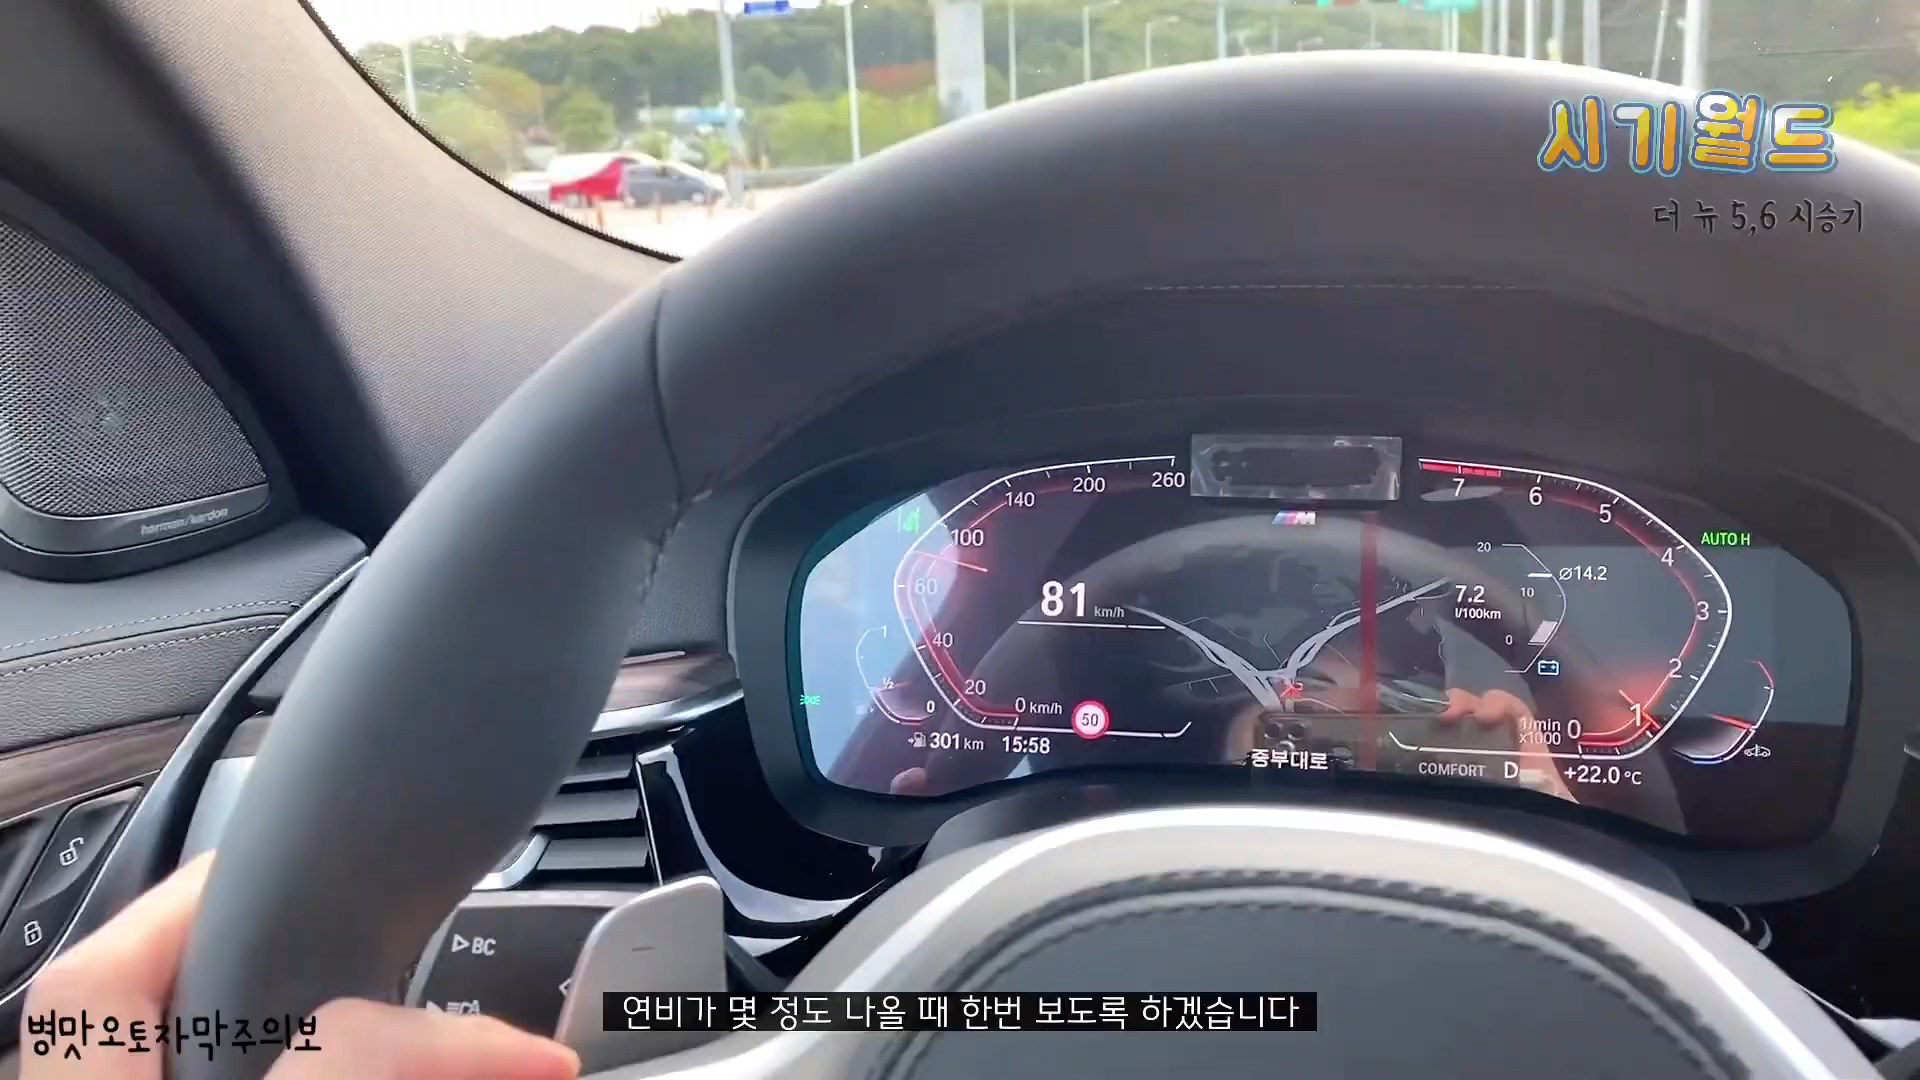 시기월드
더 뉴 5,6 시승기
harman/kardon
140
200
260
100
60
40
20
0 km/h
81 km/h
50
1
½
0
301 km
15:58
7
6
5
4
3
2
1
0
1/min
x1000
20
10
0
Ø14.2
7.2
l/100km
AUTO H
M
중부대로
COMFORT
D
+22.0 °C
BC
연비가 몇 정도 나올 때 한번 보도록 하겠습니다
병맛오토자막주의보